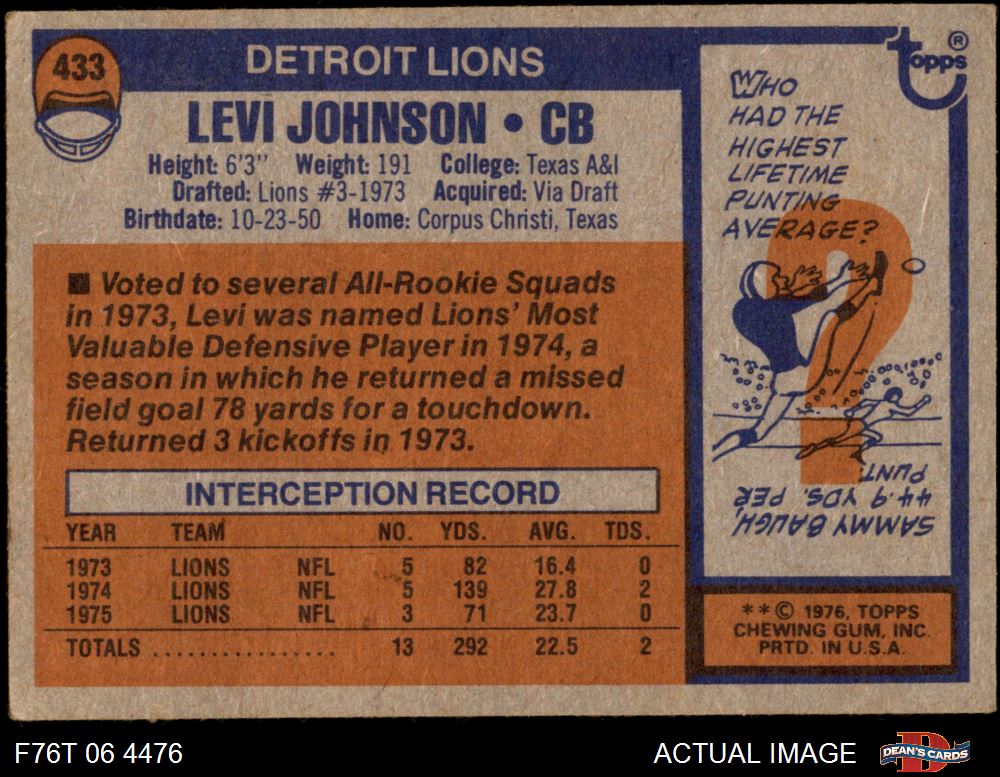 433
DETROIT LIONS
LEVI JOHNSON • CB
Height: 6'3" Weight: 191 College: Texas A&I
Drafted: Lions #3-1973 Acquired: Via Draft
Birthdate: 10-23-50 Home: Corpus Christi, Texas
■ Voted to several All-Rookie Squads
in 1973, Levi was named Lions' Most
Valuable Defensive Player in 1974, a
season in which he returned a missed
field goal 78 yards for a touchdown.
Returned 3 kickoffs in 1973.
INTERCEPTION RECORD
YEAR TEAM NO. YDS. AVG. TDS.
1973 LIONS NFL 5 82 16.4 0
1974 LIONS NFL 5 139 27.8 2
1975 LIONS NFL 3 71 23.7 0
TOTALS ................ 13 292 22.5 2
topps®
WHO
HAD THE
HIGHEST
LIFETIME
PUNTING
AVERAGE?
?
SAMMY BAUGH,
44.9 YDS. PER
PUNT.
**© 1976, TOPPS
CHEWING GUM, INC.
PRTD. IN U.S.A.
F76T 06 4476
ACTUAL IMAGE
D
DEAN'S CARDS